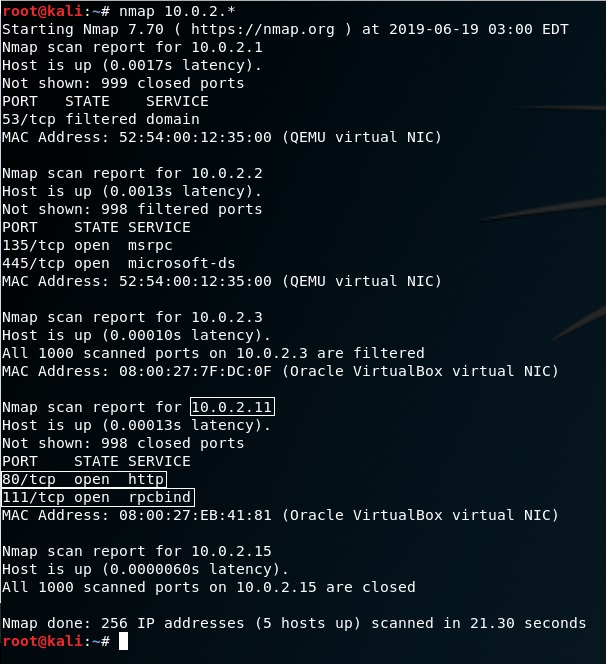 root@kali:~# nmap 10.0.2.*
Starting Nmap 7.70 ( https://nmap.org ) at 2019-06-19 03:00 EDT
Nmap scan report for 10.0.2.1
Host is up (0.0017s latency).
Not shown: 999 closed ports
PORT   STATE    SERVICE
53/tcp filtered domain
MAC Address: 52:54:00:12:35:00 (QEMU virtual NIC)

Nmap scan report for 10.0.2.2
Host is up (0.0013s latency).
Not shown: 998 filtered ports
PORT    STATE SERVICE
135/tcp open  msrpc
445/tcp open  microsoft-ds
MAC Address: 52:54:00:12:35:00 (QEMU virtual NIC)

Nmap scan report for 10.0.2.3
Host is up (0.00010s latency).
All 1000 scanned ports on 10.0.2.3 are filtered
MAC Address: 08:00:27:7F:DC:0F (Oracle VirtualBox virtual NIC)

Nmap scan report for 10.0.2.11
Host is up (0.00013s latency).
Not shown: 998 closed ports
PORT    STATE SERVICE
80/tcp  open  http
111/tcp open  rpcbind
MAC Address: 08:00:27:EB:41:81 (Oracle VirtualBox virtual NIC)

Nmap scan report for 10.0.2.15
Host is up (0.0000060s latency).
All 1000 scanned ports on 10.0.2.15 are closed

Nmap done: 256 IP addresses (5 hosts up) scanned in 21.30 seconds
root@kali:~#